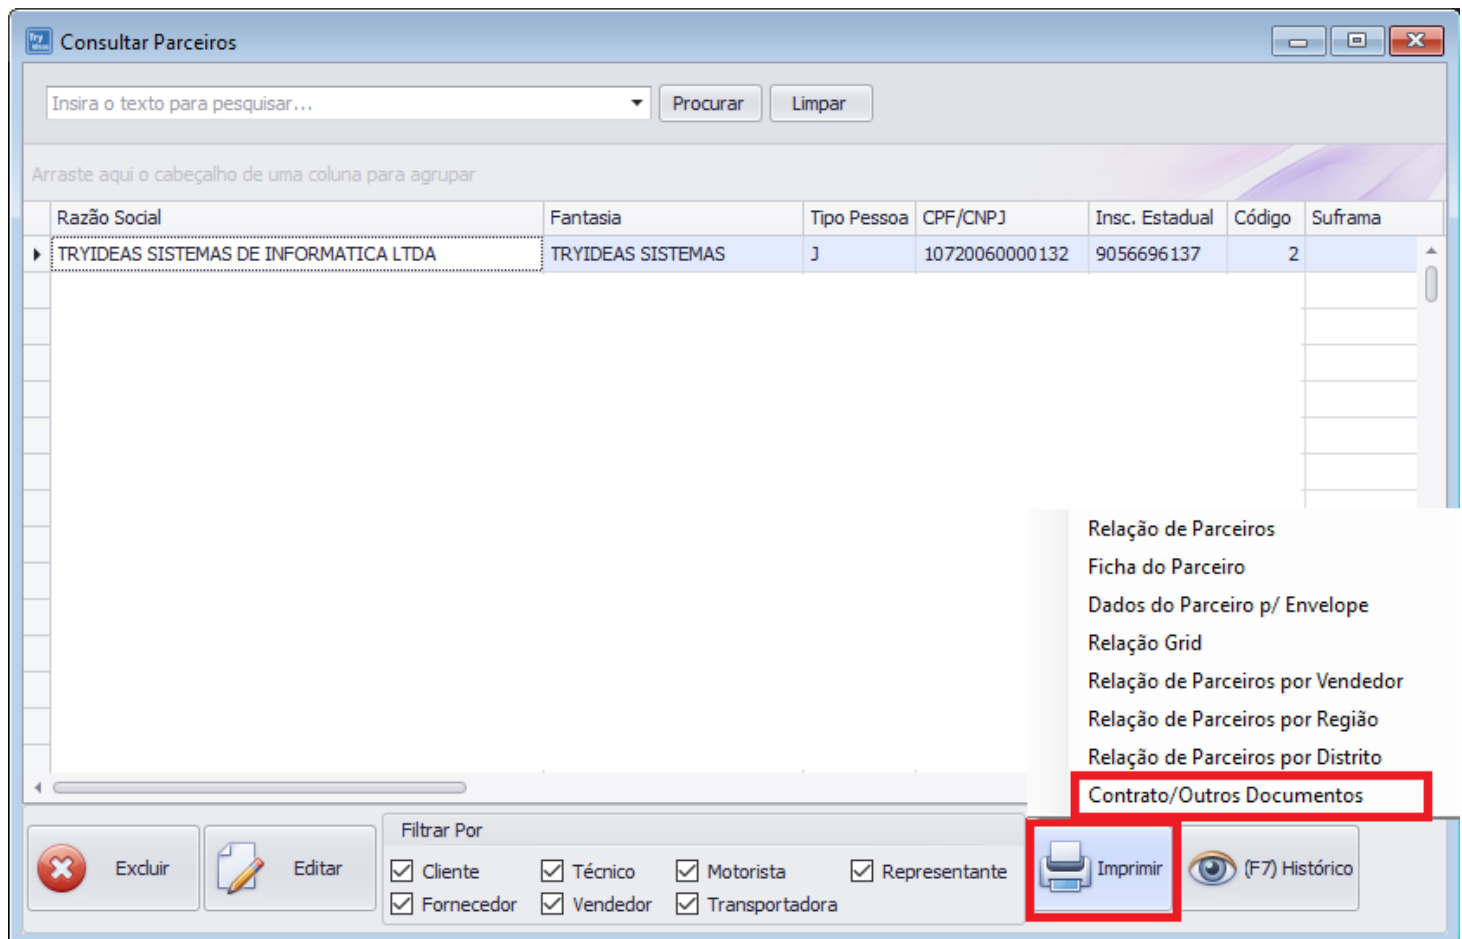 Try Ideas Consultar Parceiros
Insira o texto para pesquisar... Procurar Limpar
Arraste aqui o cabeçalho de uma coluna para agrupar
Razão Social Fantasia Tipo Pessoa CPF/CNPJ Insc. Estadual Código Suframa
TRYIDEAS SISTEMAS DE INFORMATICA LTDA TRYIDEAS SISTEMAS J 10720060000132 9056696137 2
Relação de Parceiros
Ficha do Parceiro
Dados do Parceiro p/ Envelope
Relação Grid
Relação de Parceiros por Vendedor
Relação de Parceiros por Região
Relação de Parceiros por Distrito
Contrato/Outros Documentos
Filtrar Por
Excluir Editar Cliente Técnico Motorista Representante Imprimir (F7) Histórico
Fornecedor Vendedor Transportadora